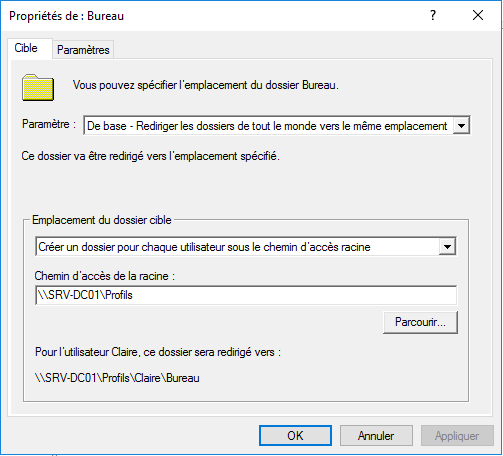 Propriétés de : Bureau
Cible
Paramètres
Vous pouvez spécifier l'emplacement du dossier Bureau.
Paramètre :
De base - Rediriger les dossiers de tout le monde vers le même emplacement
Ce dossier va être redirigé vers l'emplacement spécifié.
Emplacement du dossier cible
Créer un dossier pour chaque utilisateur sous le chemin d'accès racine
Chemin d'accès de la racine :
\\SRV-DC01\Profils
Parcourir...
Pour l'utilisateur Claire, ce dossier sera redirigé vers :
\\SRV-DC01\Profils\Claire\Bureau
OK
Annuler
Appliquer